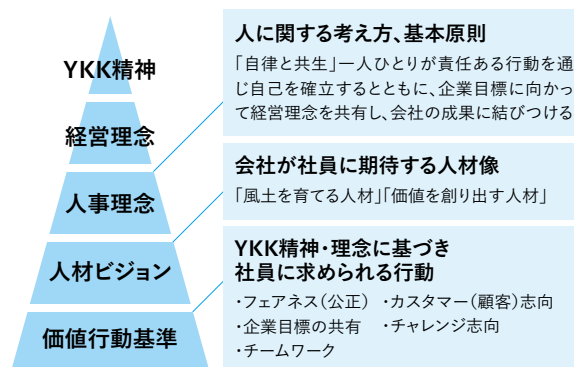 YKK精神
経営理念
人事理念
人材ビジョン
価値行動基準
人に関する考え方、基本原則
「自律と共生」一人ひとりが責任ある行動を通
じ自己を確立するとともに、企業目標に向かっ
て経営理念を共有し、会社の成果に結びつける
会社が社員に期待する人材像
「風土を育てる人材」「価値を創り出す人材」
YKK精神・理念に基づき
社員に求められる行動
・フェアネス（公正） ・カスタマー（顧客）志向
・企業目標の共有 ・チャレンジ志向
・チームワーク